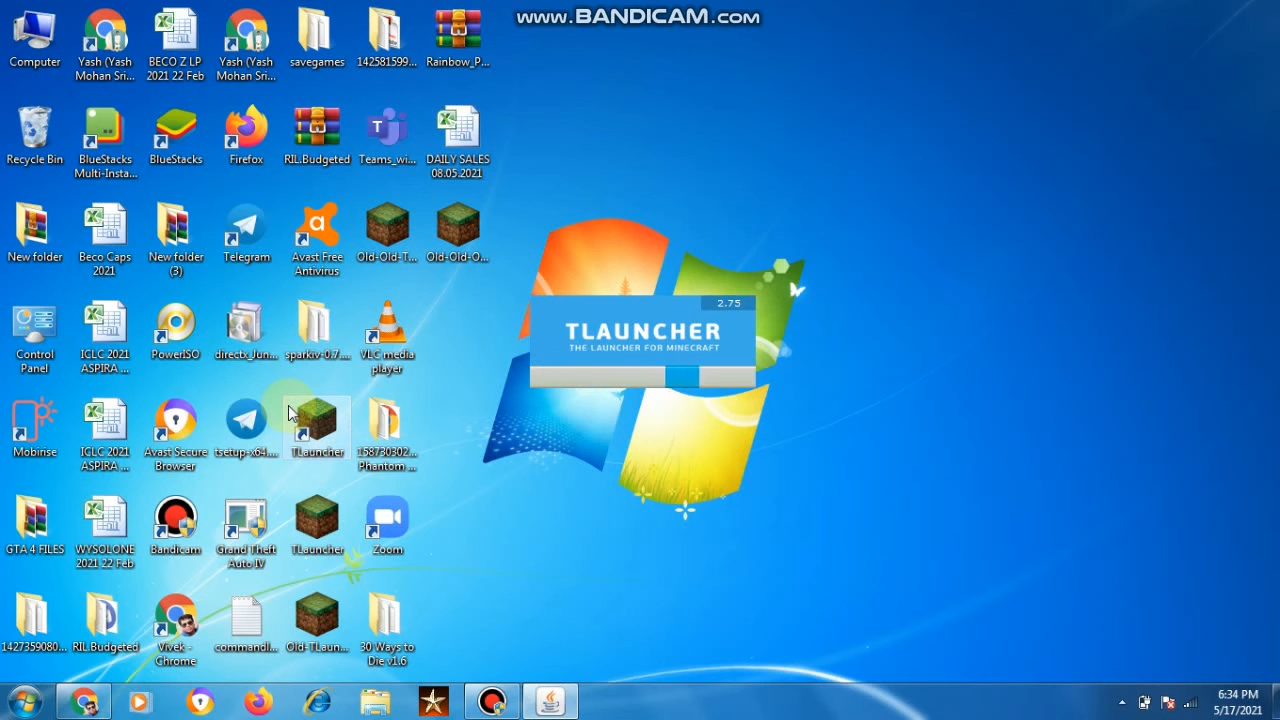 www.BANDICAM.com
Computer
Yash (Yash
Mohan Sri...
BECO Z LP
2021 22 Feb
Yash (Yash
Mohan Sri...
savegames
142581599...
Rainbow_P...
Recycle Bin
BlueStacks
Multi-Insta...
BlueStacks
Firefox
RIL.Budgeted
Teams_wi...
DAILY SALES
08.05.2021
New folder
Beco Caps
2021
New folder
(3)
Telegram
Avast Free
Antivirus
Old-Old-T...
Old-Old-O...
2.75
TLAUNCHER
THE LAUNCHER FOR MINECRAFT
Control
Panel
ICLC 2021
ASPIRA ...
PowerISO
directx_Jun...
sparkiv-0.7....
VLC media
player
Mobirise
ICLC 2021
ASPIRA ...
Avast Secure
Browser
tsetup-x64....
TLauncher
158730302...
Phantom ...
GTA 4 FILES
WYSOLONE
2021 22 Feb
Bandicam
Grand Theft
Auto IV
TLauncher
Zoom
1427359080...
RIL.Budgeted
Vivek -
Chrome
commandl...
Old-TLaun...
30 Ways to
Die v1.6
6:34 PM
5/17/2021